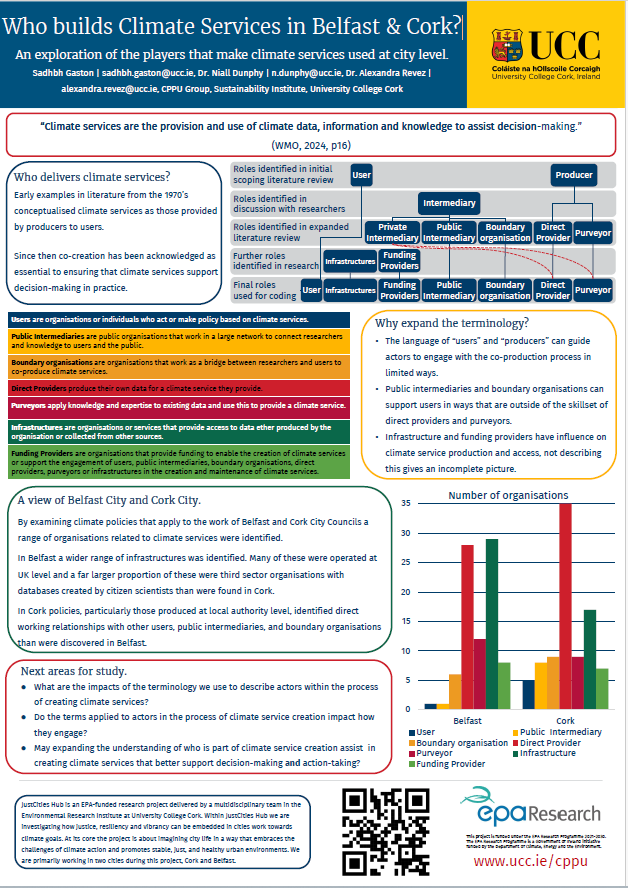 Who builds Climate Services in Belfast & Cork?
An exploration of the players that make climate services used at city level.
Sadhbh Gaston | sadhbh.gaston@ucc.ie, Dr. Niall Dunphy | n.dunphy@ucc.ie, Dr. Alexandra Revez |
alexandra.revez@ucc.ie, CPPU Group, Sustainability Institute, University College Cork
UCC
Coláiste na hOllscoile Corcaigh
University College Cork, Ireland
“Climate services are the provision and use of climate data, information and knowledge to assist decision-making.”
(WMO, 2024, p16)
Who delivers climate services?
Early examples in literature from the 1970’s
conceptualised climate services as those provided
by producers to users.
Since then co-creation has been acknowledged as
essential to ensuring that climate services support
decision-making in practice.
Roles identified in initial
scoping literature review
User
Producer
Roles identified in
discussion with researchers
Intermediary
Roles identified in expanded
literature review
Private
Intermediary
Public
Intermediary
Boundary
organisation
Direct
Provider
Purveyor
Further roles
identified in research
Infrastructures
Funding
Providers
Final roles
used for coding
User
Infrastructures
Funding
Providers
Public
Intermediary
Boundary
organisation
Direct
Provider
Purveyor
Users are organisations or individuals who act or make policy based on climate services.
Public Intermediaries are public organisations that work in a large network to connect researchers
and knowledge to users and the public.
Boundary organisations are organisations that work as a bridge between researchers and users to
co-produce climate services.
Direct Providers produce their own data for a climate service they provide.
Purveyors apply knowledge and expertise to existing data and use this to provide a climate service.
Infrastructures are organisations or services that provide access to data ether produced by the
organisation or collected from other sources.
Funding Providers are organisations that provide funding to enable the creation of climate services
or support the engagement of users, public intermediaries, boundary organisations, direct
providers, purveyors or infrastructures in the creation and maintenance of climate services.
Why expand the terminology?
• The language of “users” and “producers” can guide
actors to engage with the co-production process in
limited ways.
• Public intermediaries and boundary organisations can
support users in ways that are outside of the skillset of
direct providers and purveyors.
• Infrastructure and funding providers have influence on
climate service production and access, not describing
this gives an incomplete picture.
A view of Belfast City and Cork City.
By examining climate policies that apply to the work of Belfast and Cork City Councils a
range of organisations related to climate services were identified.
In Belfast a wider range of infrastructures was identified. Many of these were operated at
UK level and a far larger proportion of these were third sector organisations with
databases created by citizen scientists than were found in Cork.
In Cork policies, particularly those produced at local authority level, identified direct
working relationships with other users, public intermediaries, and boundary organisations
than were discovered in Belfast.
Number of organisations
35
30
25
20
15
10
5
0
Belfast
Cork
User
Public Intermediary
Boundary organisation
Direct Provider
Purveyor
Infrastructure
Funding Provider
Next areas for study.
• What are the impacts of the terminology we use to describe actors within the process
of creating climate services?
• Do the terms applied to actors in the process of climate service creation impact how
they engage?
• May expanding the understanding of who is part of climate service creation assist in
creating climate services that better support decision-making and action-taking?
JustCities Hub is an EPA-funded research project delivered by a multidisciplinary team in the
Environmental Research Institute at University College Cork. Within JustCities Hub we are
investigating how justice, resiliency and vibrancy can be embedded in cities work towards
climate goals. At its core the project is about imagining city life in a way that embraces the
challenges of climate action and promotes stable, just, and healthy urban environments. We
are primarily working in two cities during this project, Cork and Belfast.
epa Research
This project is funded under the EPA Research Programme 2021-2030.
The EPA Research Programme is a Government of Ireland initiative
funded by the Department of Climate, Energy and the Environment.
www.ucc.ie/cppu